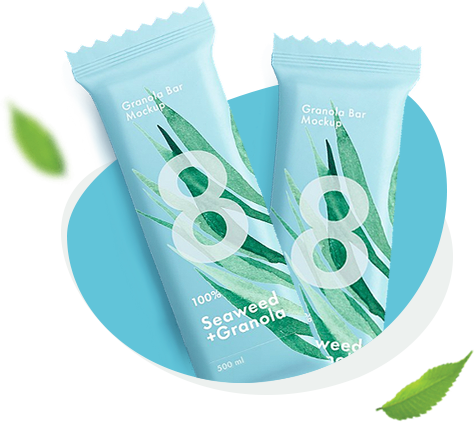 Granola Bar
Mockup
8
100%
Seaweed
+Granola
500 ml
Granola Bar
Mockup
8
%
weed